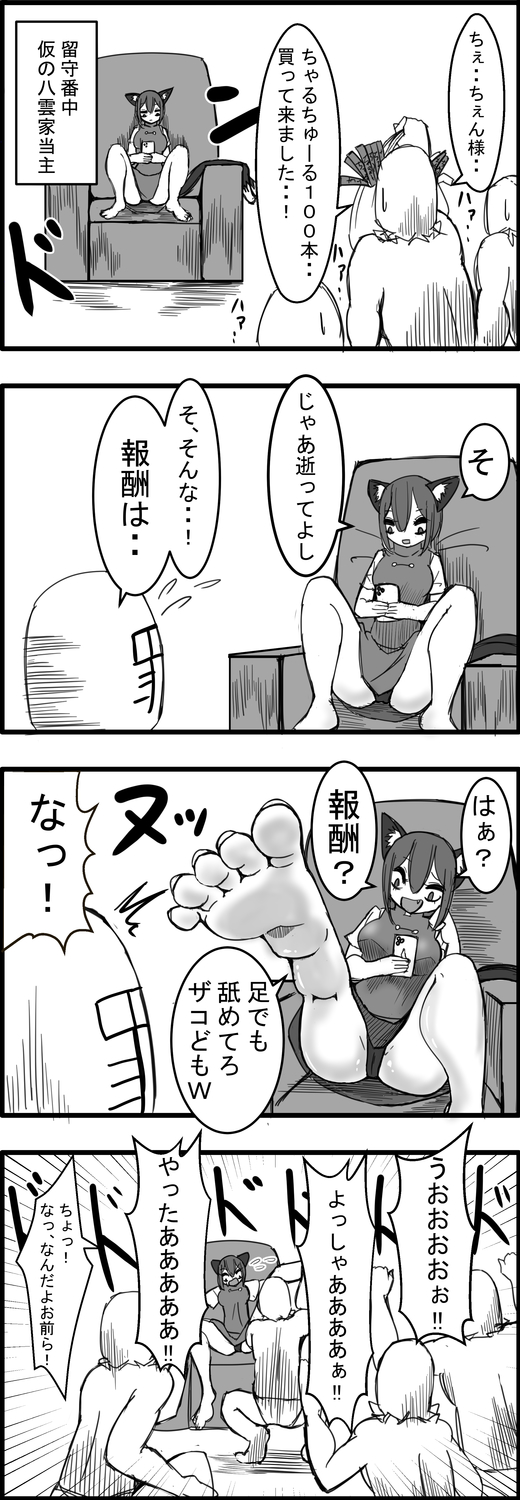 ちぇ・・ちぇん様・・
ちゃるちゅーる１００本・・
買って来ました・・・！
留守番中
仮の八雲家当主
ハァ？
ハァ？
ハァ？
ドン
そ
じゃあ逝ってよし
そ、そんな・・・！
報酬は・・
はぁ？
報酬？
ヌッ
なっ！
足でも
舐めてろ
ザコどもｗ
うおおおおぉ‼
よっしゃああああぁ‼
やったああああああ‼
ちょっ！
なっ、なんだよお前ら！
ドドドド